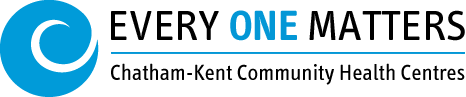 EVERY ONE MATTERS
Chatham-Kent Community Health Centres